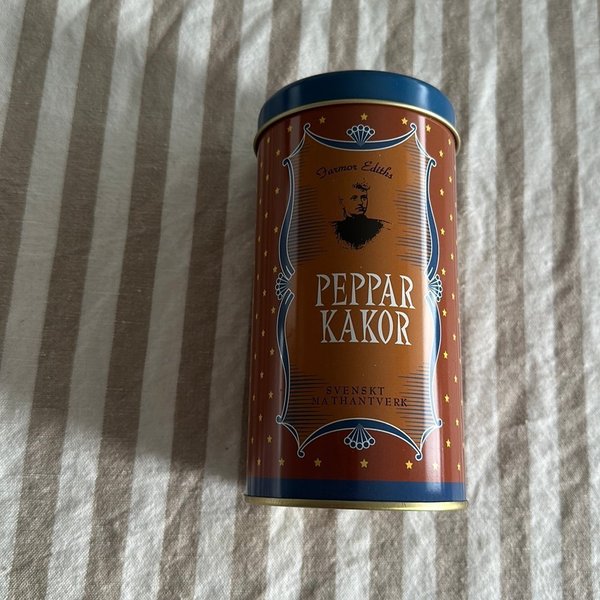 Farmor Ediths
PEPPAR
KAKOR
SVENSKT
MATHANTVERK